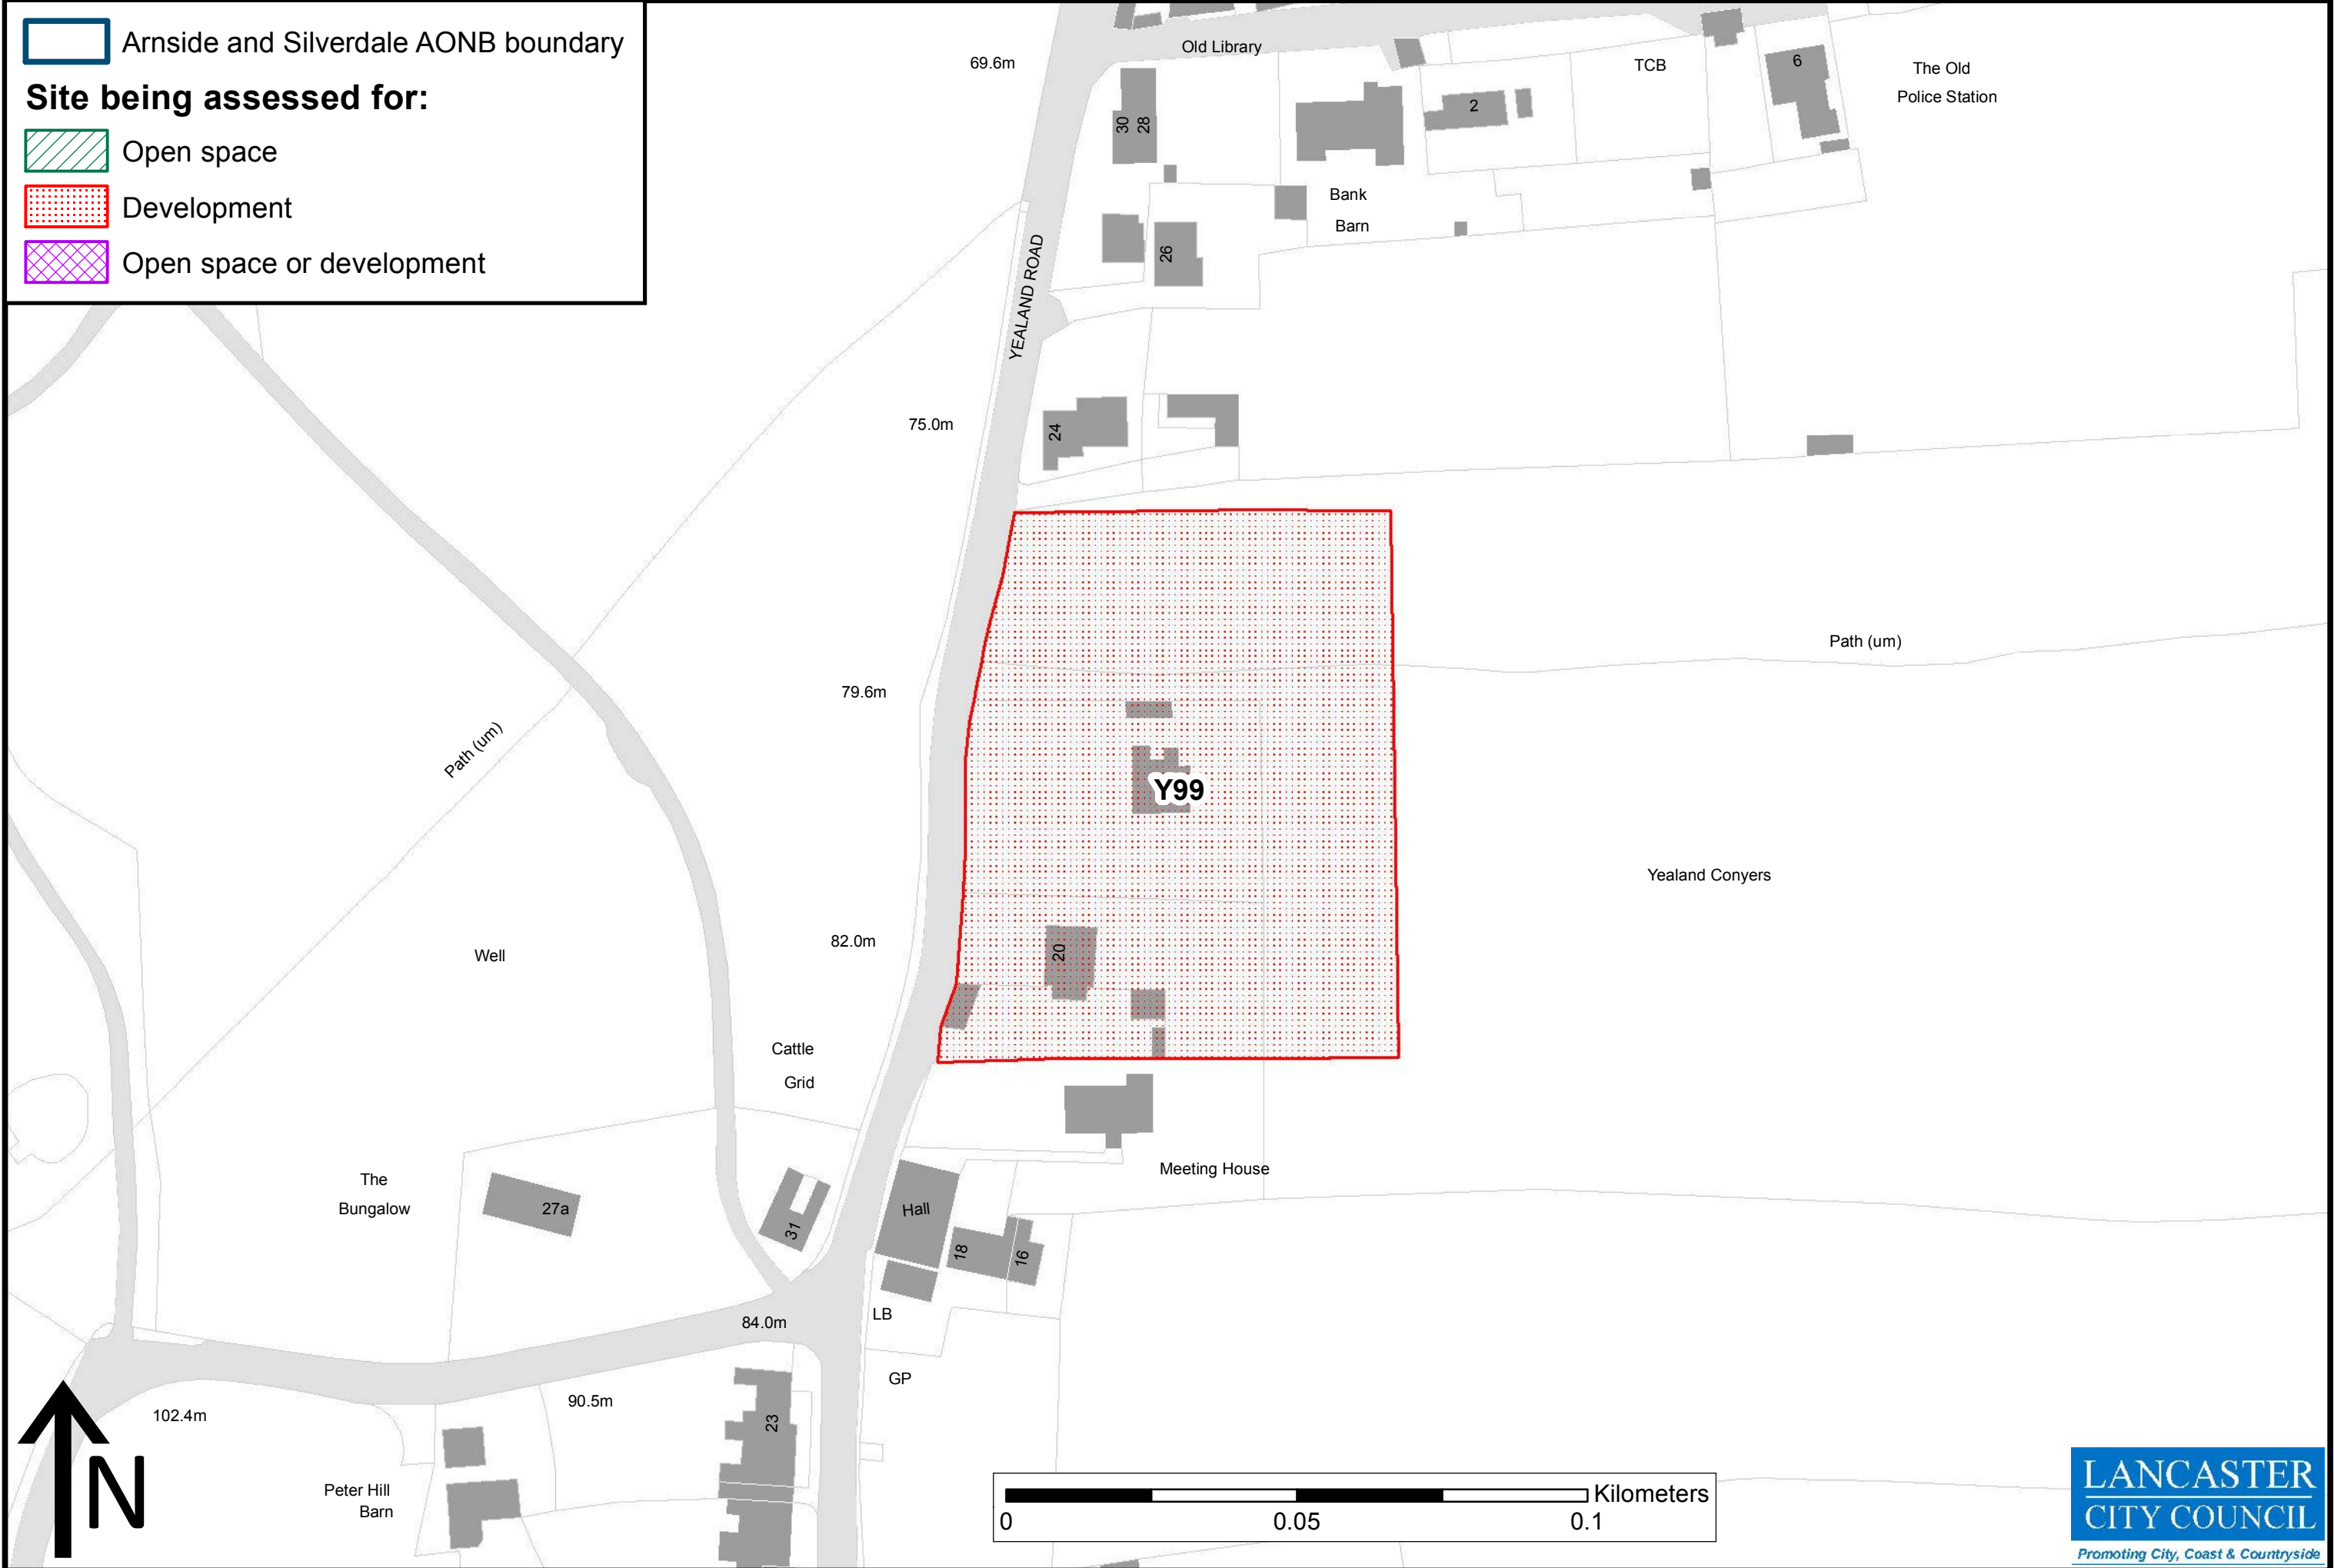 Arnside and Silverdale AONB boundary
Site being assessed for:
Open space
Development
Open space or development
Old Library
69.6m
TCB
6
The Old
Police Station
2
30
28
Bank
Barn
26
YEALAND ROAD
75.0m
24
Path (um)
79.6m
Path (um)
Y99
Yealand Conyers
82.0m
20
Well
Cattle
Grid
Meeting House
The
Bungalow
27a
31
Hall
18
16
LB
84.0m
GP
90.5m
102.4m
23
Peter Hill
Barn
N
Kilometers
0 0.05 0.1
LANCASTER
CITY COUNCIL
Promoting City, Coast & Countryside